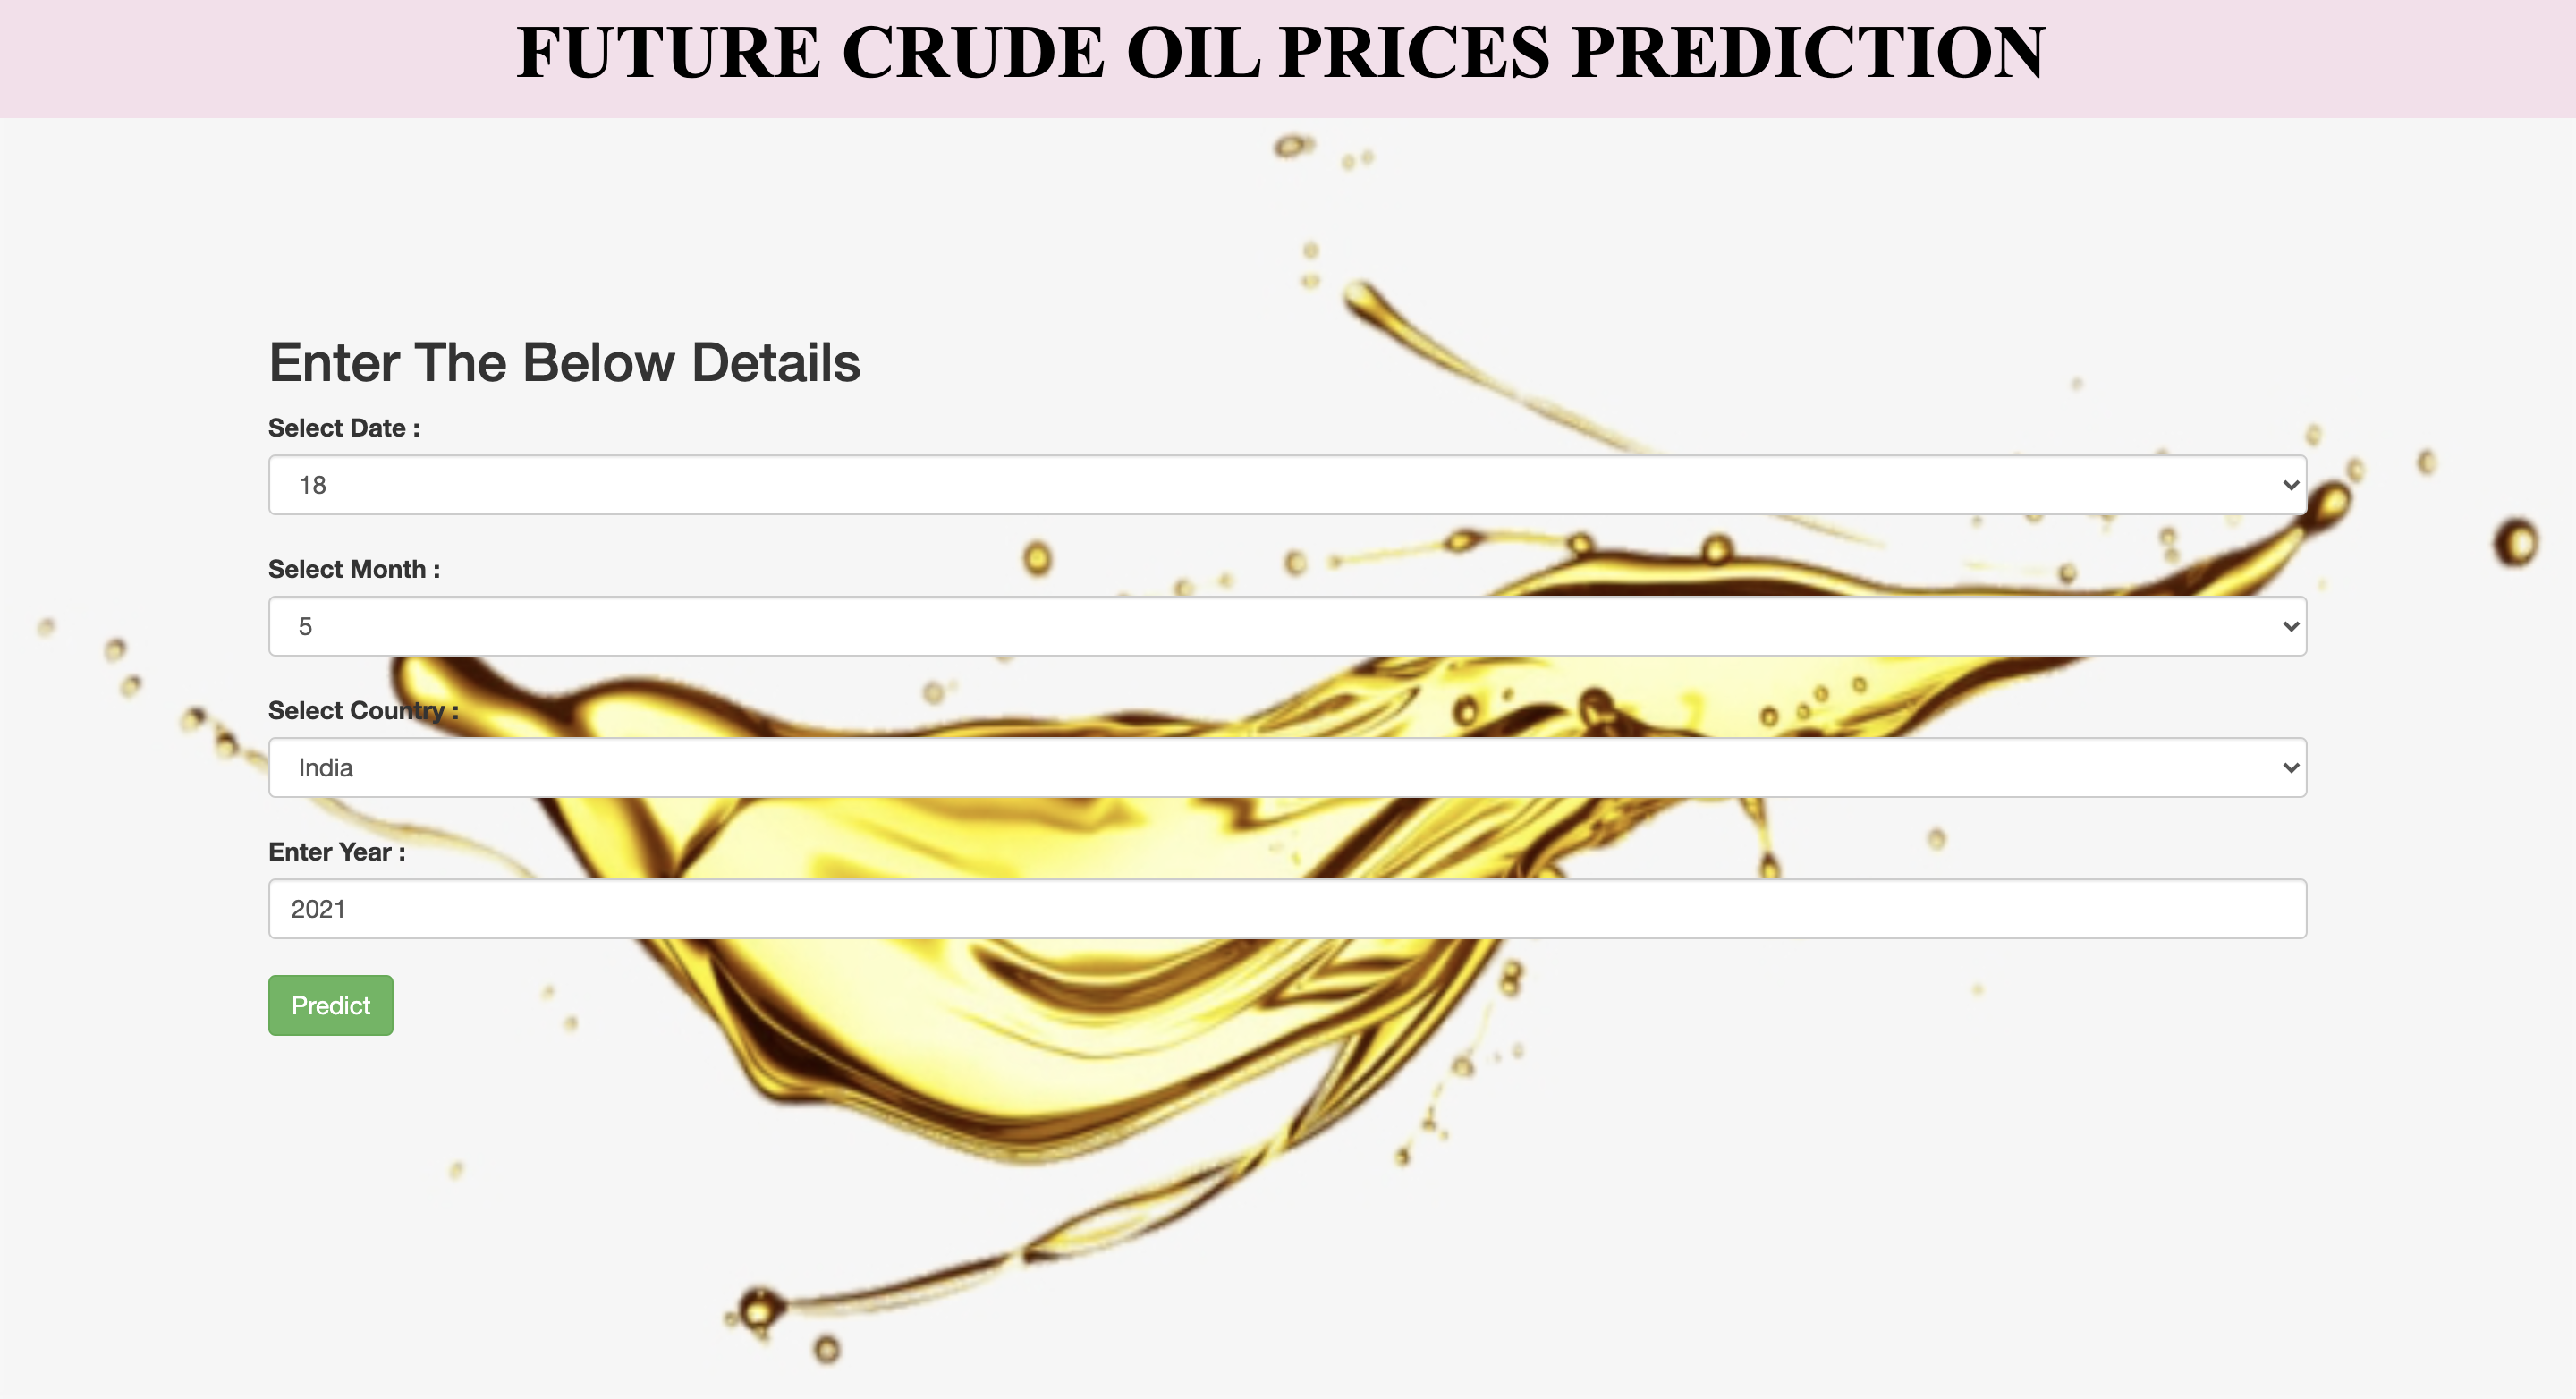 FUTURE CRUDE OIL PRICES PREDICTION
Enter The Below Details
Select Date :
18
Select Month :
5
Select Country :
India
Enter Year :
2021
Predict